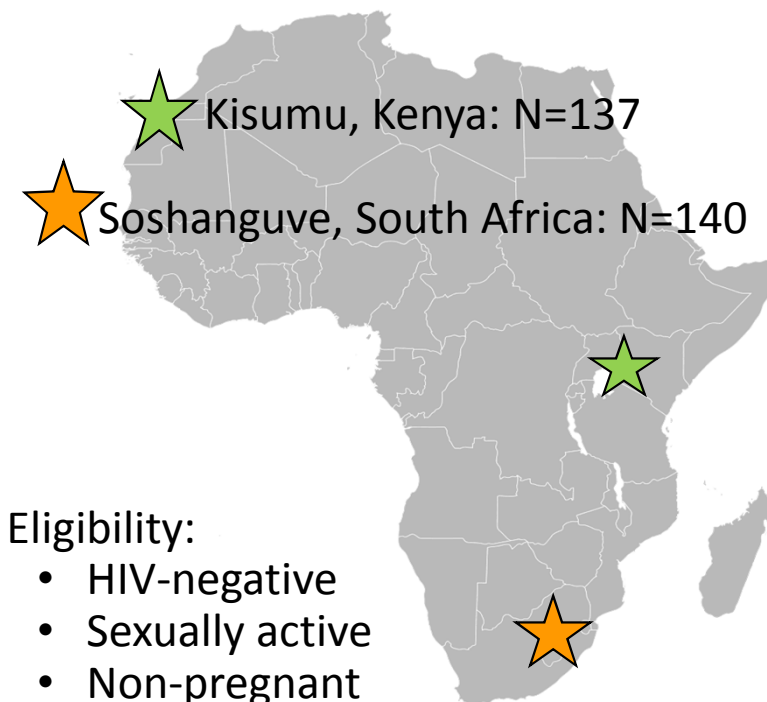 Kisumu, Kenya: N=137
Soshanguve, South Africa: N=140
Eligibility:
• HIV-negative
• Sexually active
• Non-pregnant